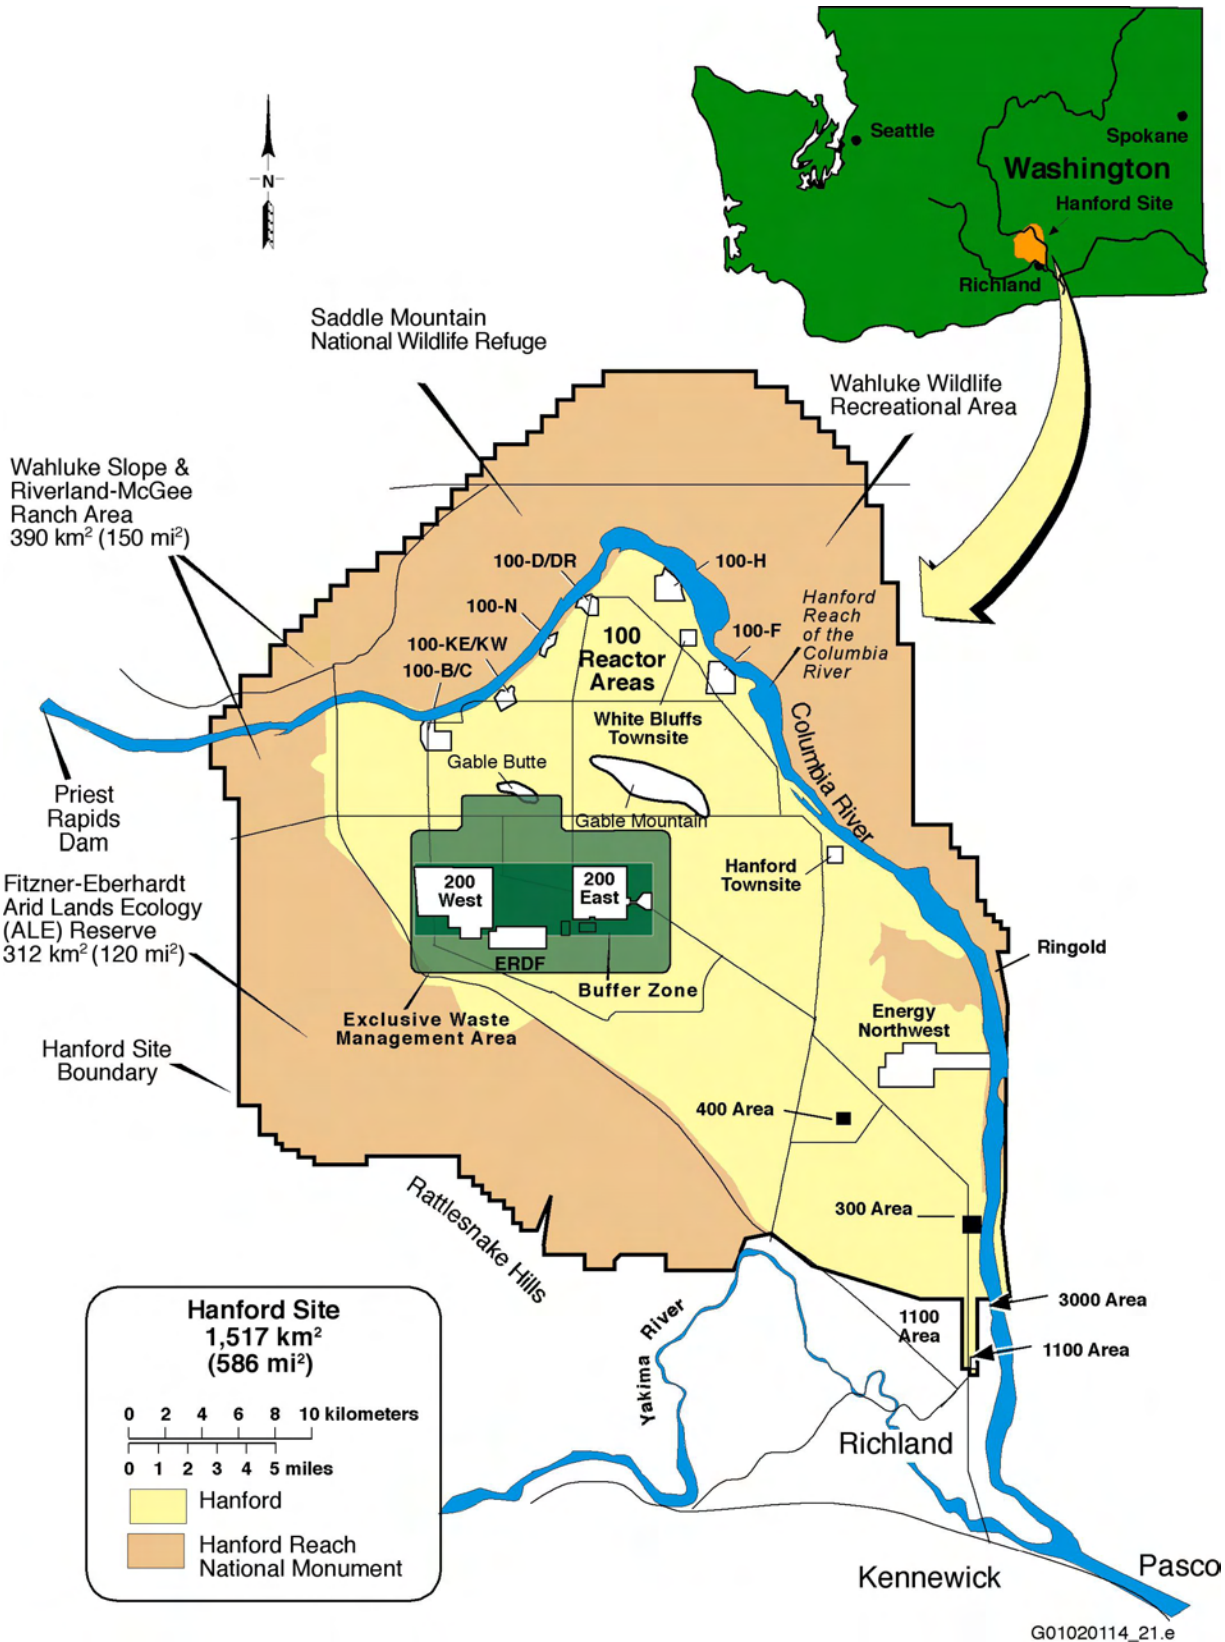 Seattle
Spokane
Washington
Hanford Site
Richland
N
Saddle Mountain
National Wildlife Refuge
Wahluke Wildlife
Recreational Area
Wahluke Slope &
Riverland-McGee
Ranch Area
390 km² (150 mi²)
100-D/DR
100-H
100-N
100-KE/KW
100-B/C
100-F
100
Reactor
Areas
Hanford
Reach
of the
Columbia
River
White Bluffs
Townsite
Columbia River
Gable Butte
Gable Mountain
Priest
Rapids
Dam
Hanford
Townsite
Fitzner-Eberhardt
Arid Lands Ecology
(ALE) Reserve
312 km² (120 mi²)
200
West
200
East
ERDF
Buffer Zone
Exclusive Waste
Management Area
Ringold
Energy
Northwest
Hanford Site
Boundary
400 Area
300 Area
Rattlesnake Hills
3000 Area
1100
Area
1100 Area
Yakima River
Richland
Kennewick
Pasco
Hanford Site
1,517 km²
(586 mi²)
0 2 4 6 8 10 kilometers
0 1 2 3 4 5 miles
Hanford
Hanford Reach
National Monument
G01020114_21.e